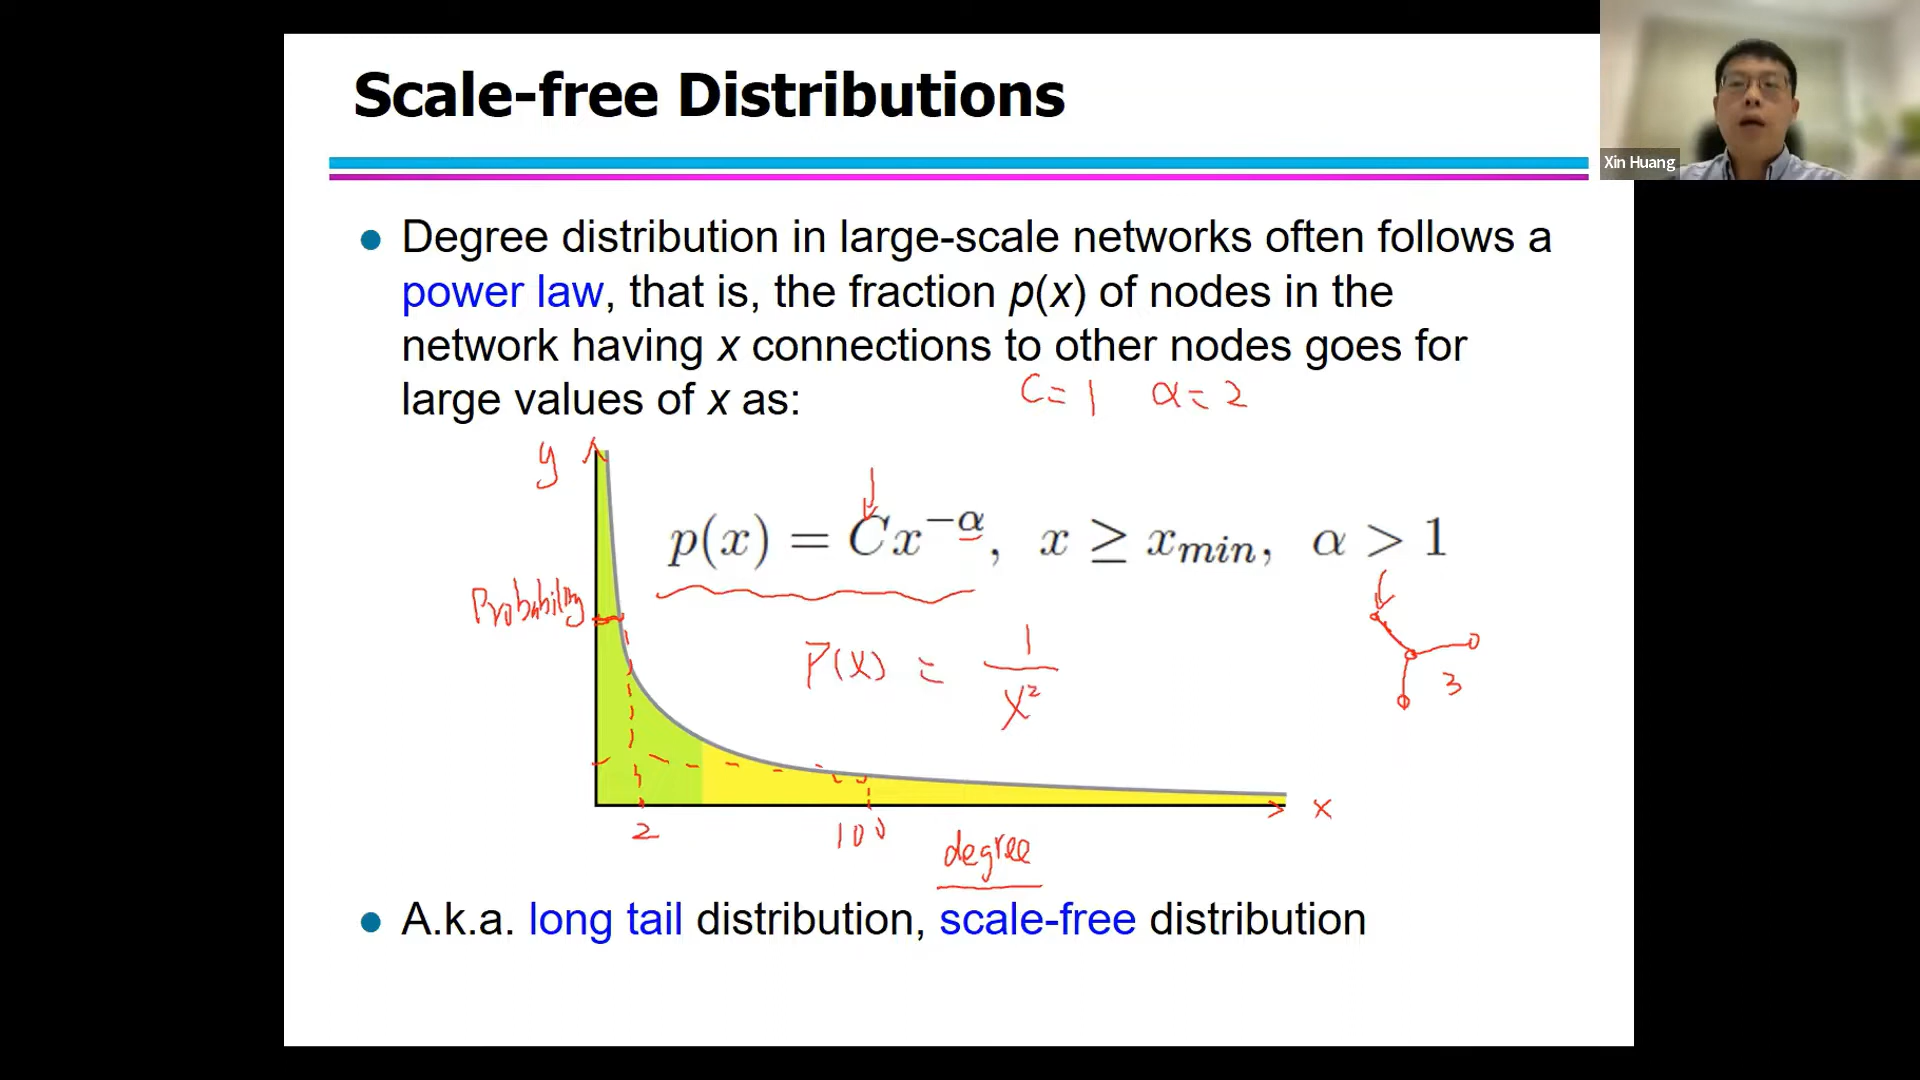 Scale-free Distributions
Xin Huang
Degree distribution in large-scale networks often follows a
power law, that is, the fraction p(x) of nodes in the
network having x connections to other nodes goes for
large values of x as:
C = 1 α = 2
y
p(x) = Cx^{-α}, x ≥ x_{min}, α > 1
Probability
P(x) = 1/x²
3
x
2
100
degree
A.k.a. long tail distribution, scale-free distribution